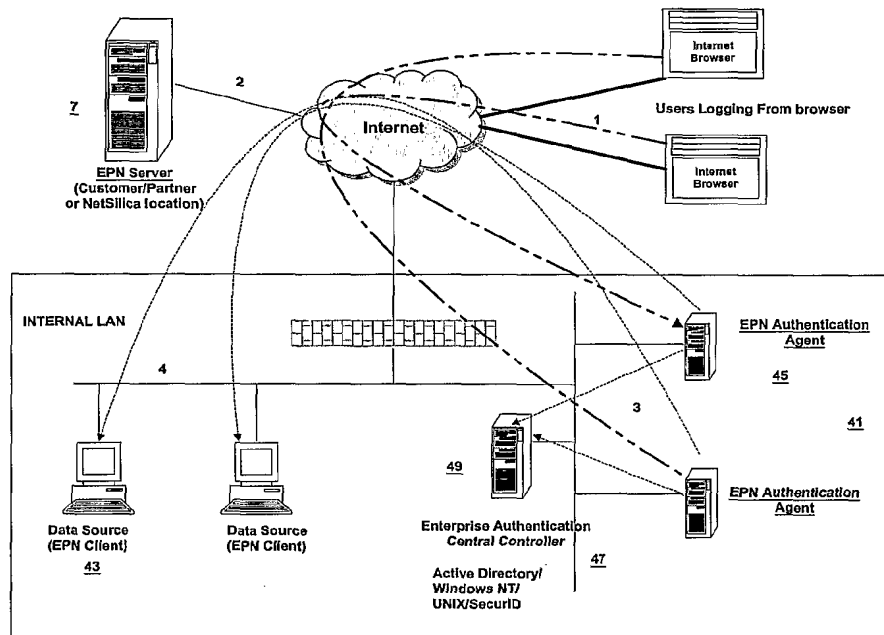 Internet
Browser
2
7
Users Logging From browser
Internet
1
EPN Server
(Customer/Partner
or NetSilica location)
Internet
Browser
INTERNAL LAN
EPN Authentication
Agent
4
45
3
41
49
EPN Authentication
Agent
Data Source
(EPN Client)
Data Source
(EPN Client)
Enterprise Authentication
Central Controller
43
47
Active Directory/
Windows NT/
UNIX/SecurID